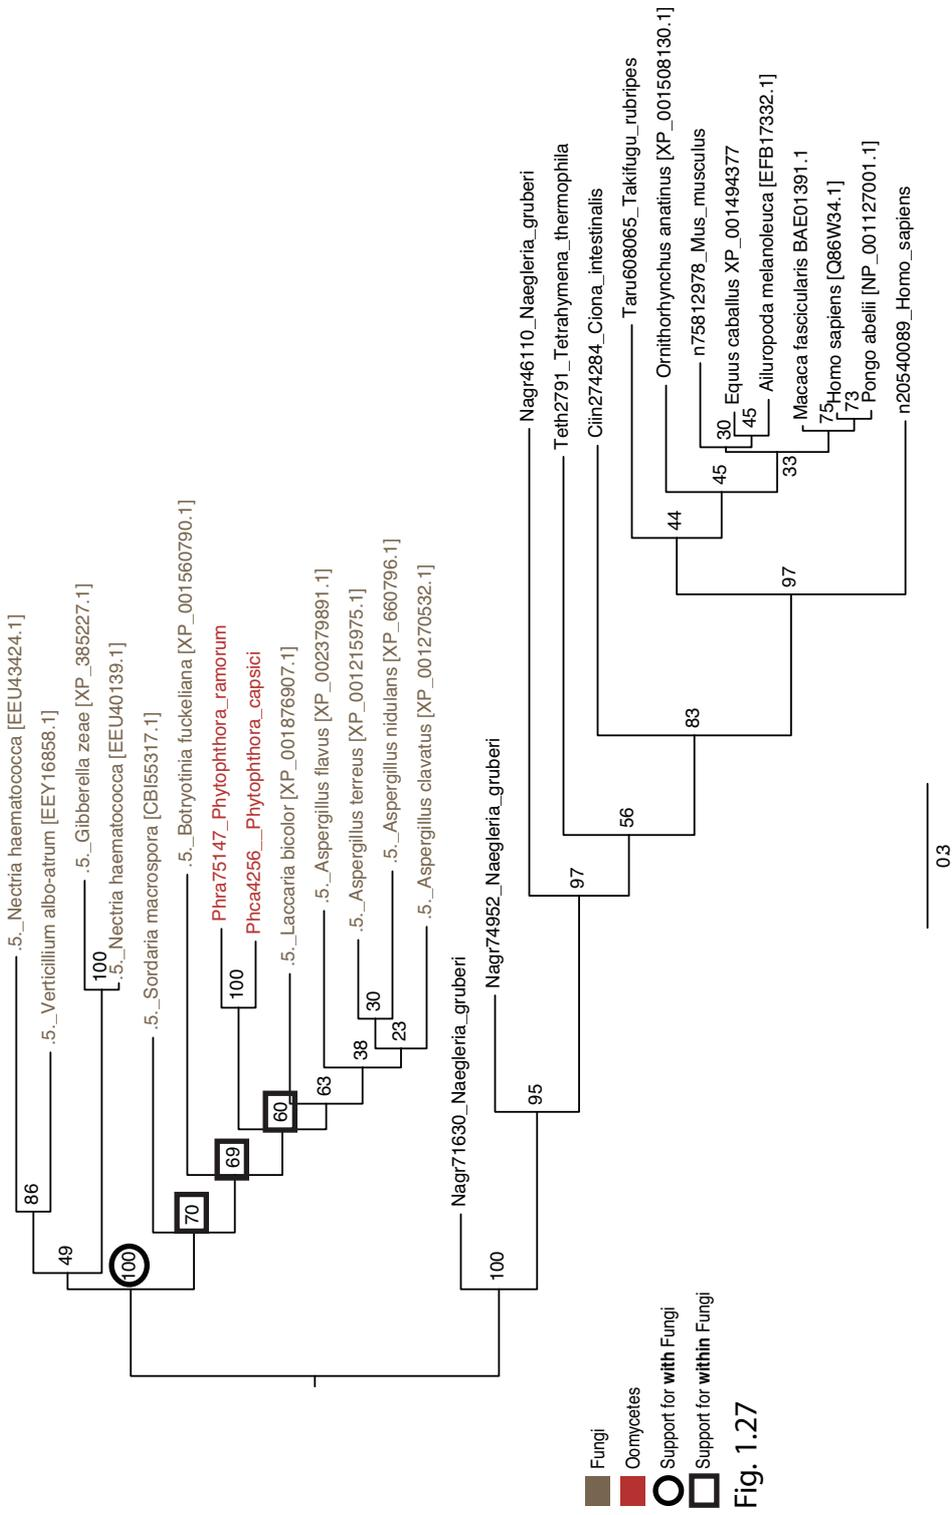 .5._Nectria haematococca [EEU43424.1]
.5._Verticillium albo-atrum [EEY16858.1]
86
.5._Gibberella zeae [XP_385227.1]
.5._Nectria haematococca [EEU40139.1]
100
49
100
.5._Sordaria macrospora [CBI55317.1]
70
.5._Botryotinia fuckeliana [XP_001560790.1]
69
Phra75147_Phytophthora_ramorum
Phca4256__Phytophthora_capsici
100
60
.5._Laccaria bicolor [XP_001876907.1]
63
.5._Aspergillus flavus [XP_002379891.1]
38
.5._Aspergillus terreus [XP_001215975.1]
30
.5._Aspergillus nidulans [XP_660796.1]
23
.5._Aspergillus clavatus [XP_001270532.1]
Nagr71630_Naegleria_gruberi
100
Nagr74952_Naegleria_gruberi
95
Nagr46110_Naegleria_gruberi
97
Teth2791_Tetrahymena_thermophila
56
Ciin274284_Ciona_intestinalis
83
Taru608065_Takifugu_rubripes
44
Ornithorhynchus anatinus [XP_001508130.1]
45
n75812978_Mus_musculus
30
Equus caballus XP_001494377
45
Ailuropoda melanoleuca [EFB17332.1]
33
Macaca fascicularis BAE01391.1
75
Homo sapiens [Q86W34.1]
73
Pongo abelii [NP_001127001.1]
97
n20540089_Homo_sapiens
Fungi
Oomycetes
Support for with Fungi
Support for within Fungi
Fig. 1.27
03